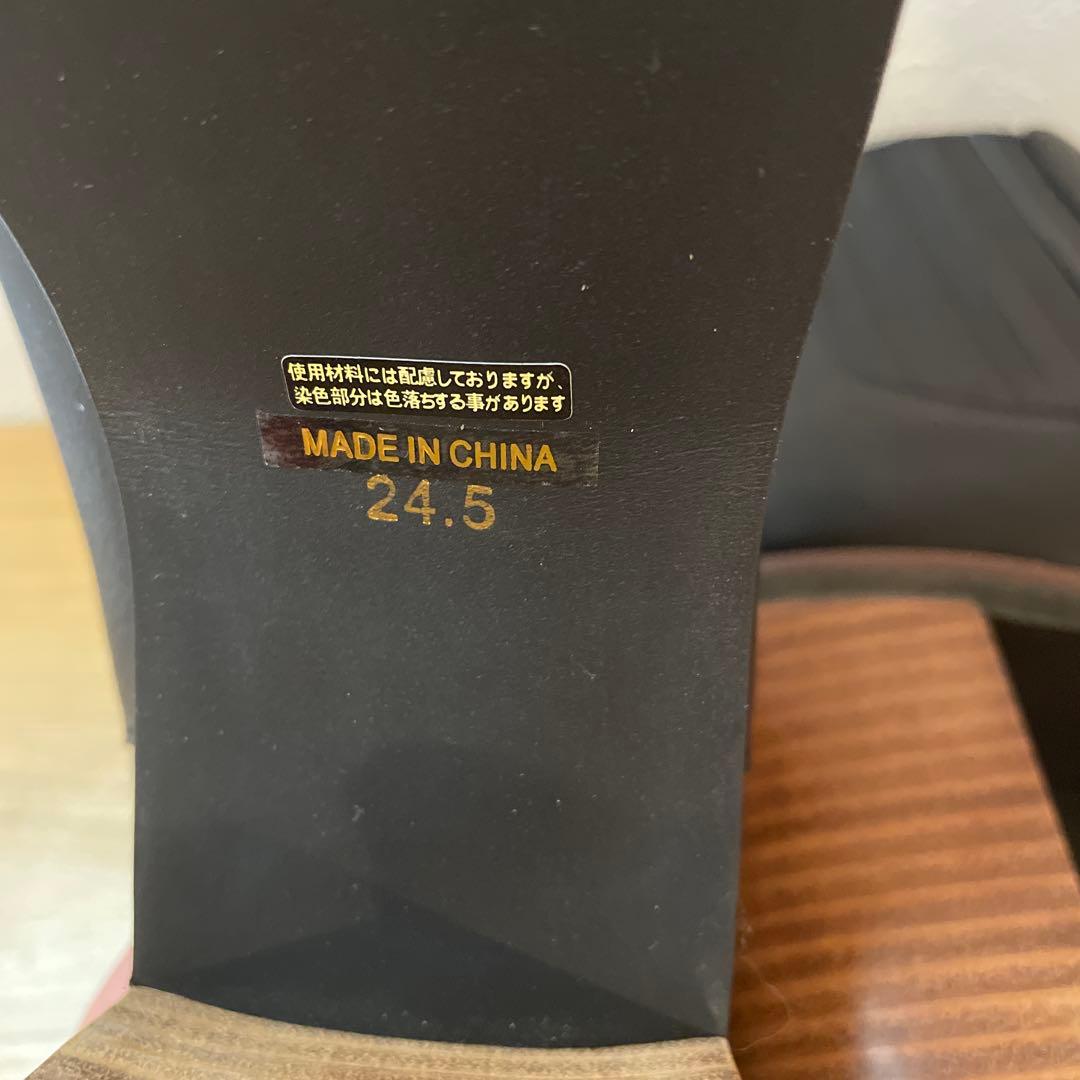 使用材料には配慮しておりますが、
染色部分は色落ちする事があります
MADE IN CHINA
24.5